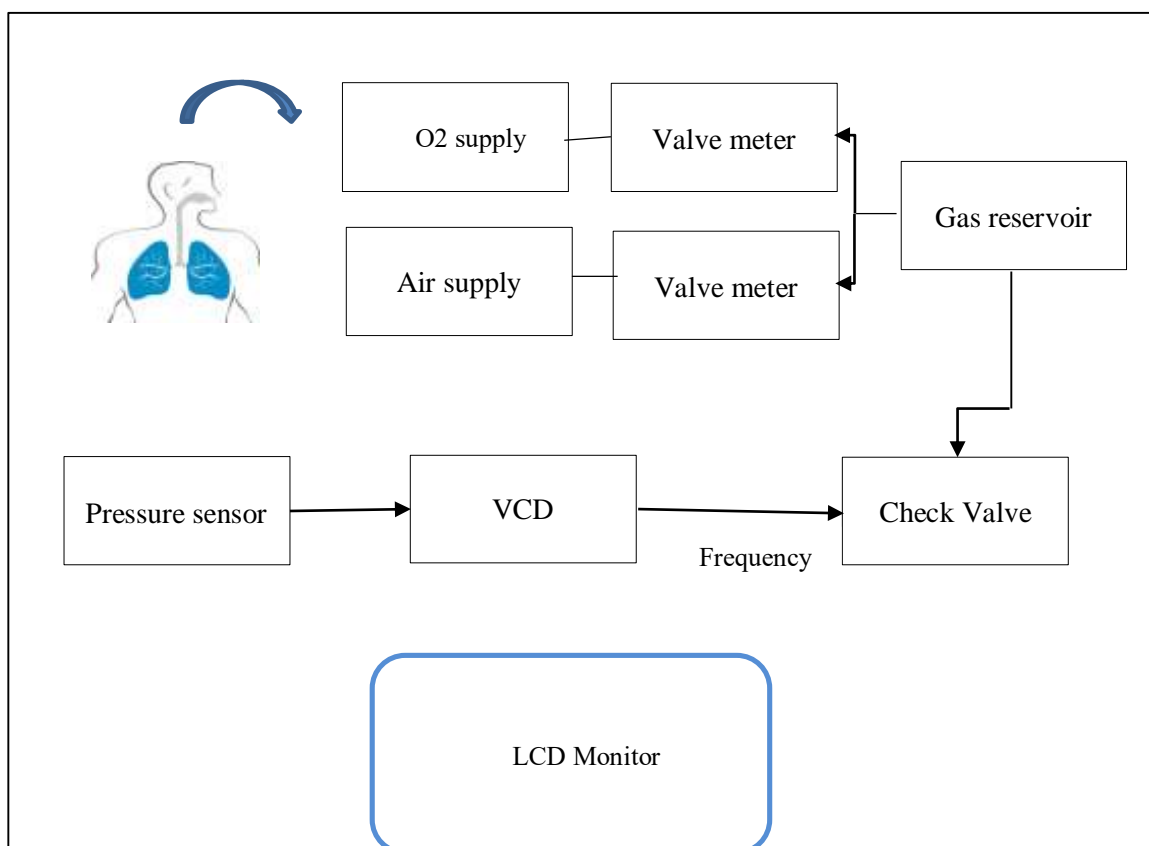 O2 supply
Valve meter
Gas reservoir
Air supply
Valve meter
Pressure sensor
VCD
Check Valve
Frequency
LCD Monitor